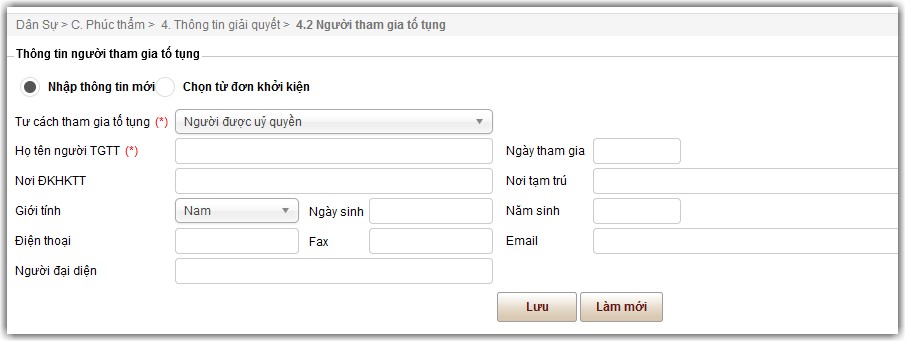 Dân Sự > C. Phúc thẩm > 4. Thông tin giải quyết > 4.2 Người tham gia tố tụng
Thông tin người tham gia tố tụng
Nhập thông tin mới Chọn từ đơn khởi kiện
Tư cách tham gia tố tụng (*) Người được uỷ quyền
Họ tên người TGTT (*) Ngày tham gia
Nơi ĐKHKTT Nơi tạm trú
Giới tính Nam Ngày sinh Năm sinh
Điện thoại Fax Email
Người đại diện
Lưu Làm mới